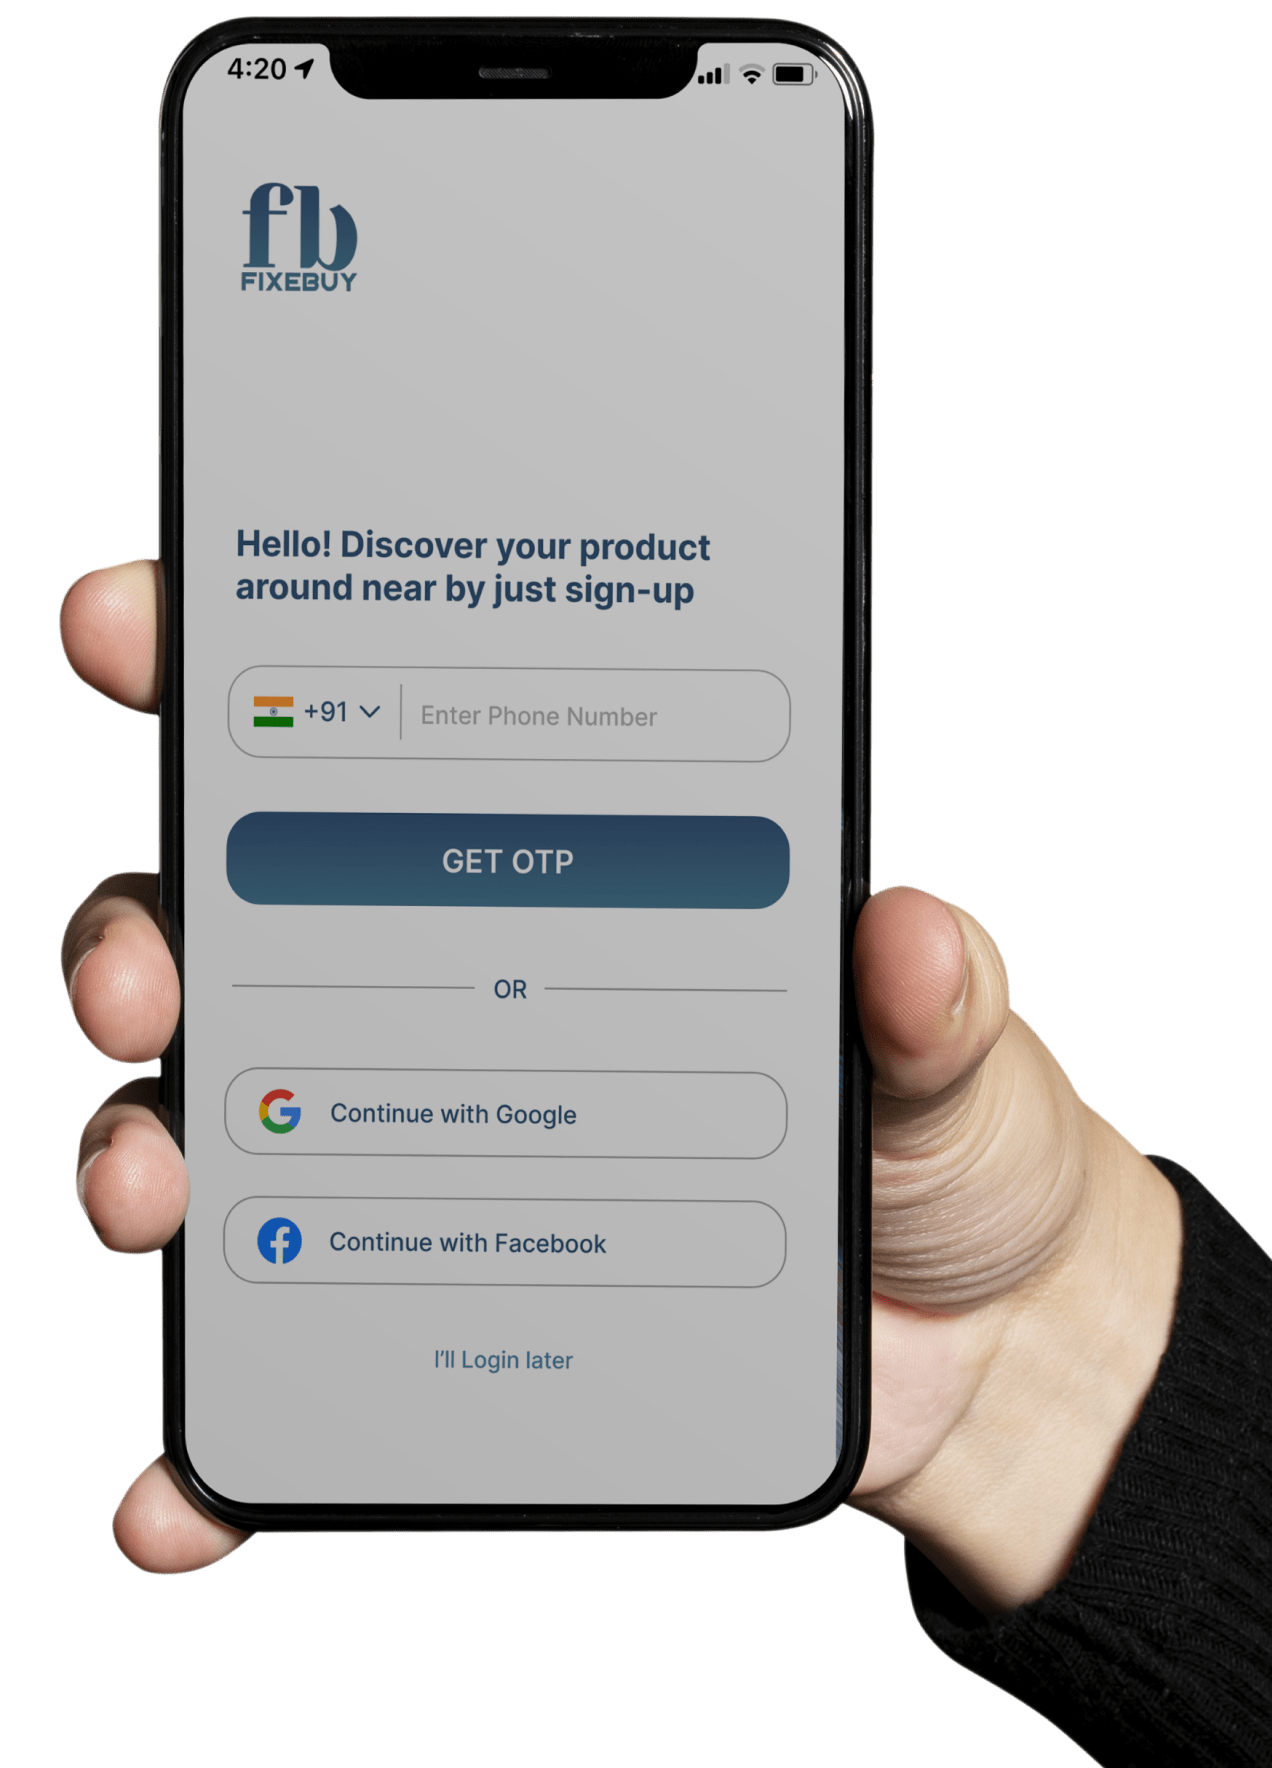 4:20
fb
FIXEBUY
Hello! Discover your product
around near by just sign-up
+91
Enter Phone Number
GET OTP
OR
Continue with Google
Continue with Facebook
I'll Login later